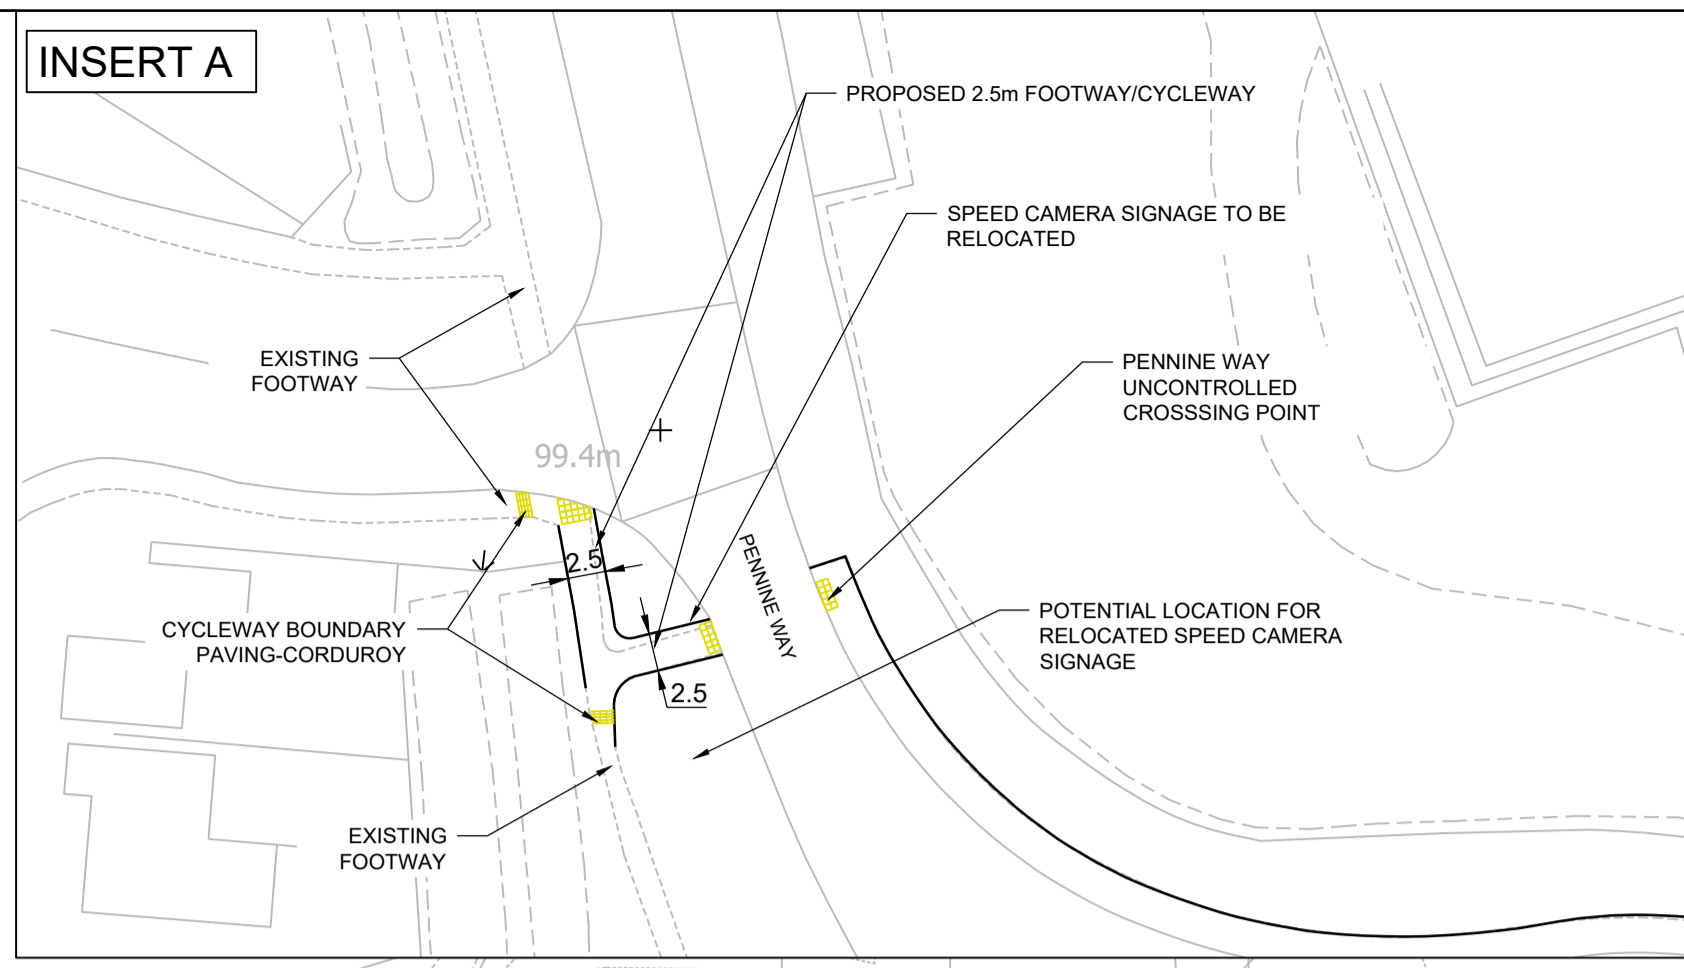 INSERT A
PROPOSED 2.5m FOOTWAY/CYCLEWAY
SPEED CAMERA SIGNAGE TO BE
RELOCATED
EXISTING
FOOTWAY
PENNINE WAY
UNCONTROLLED
CROSSSING POINT
99.4m
2.5
PENNINE WAY
CYCLEWAY BOUNDARY
PAVING-CORDUROY
POTENTIAL LOCATION FOR
RELOCATED SPEED CAMERA
SIGNAGE
2.5
EXISTING
FOOTWAY